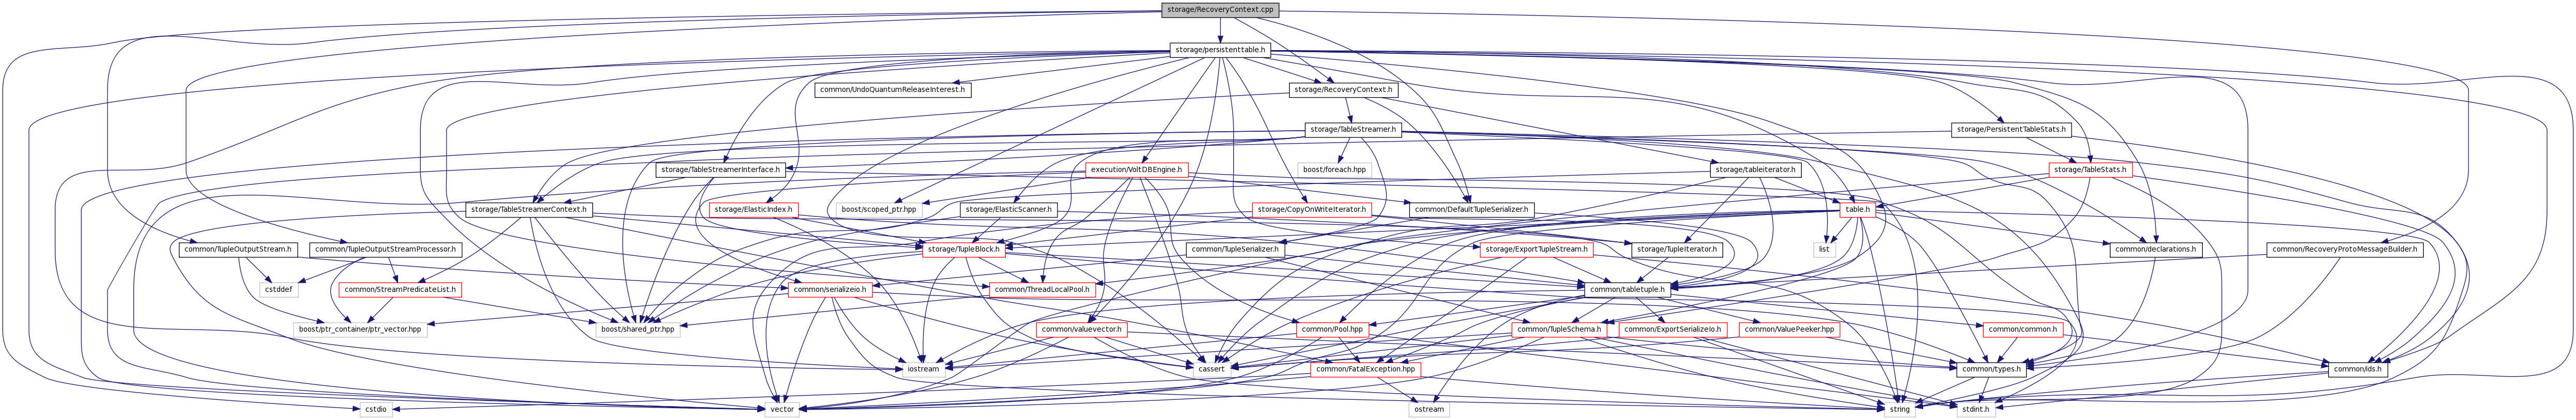 storage/RecoveryContext.cpp
storage/persistenttable.h
common/UndoQuantumReleaseInterest.h
storage/RecoveryContext.h
storage/TableStreamer.h
storage/PersistentTableStats.h
storage/TableStreamerInterface.h
execution/VoltDBEngine.h
boost/foreach.hpp
storage/tableiterator.h
storage/TableStats.h
storage/TableStreamerContext.h
storage/ElasticIndex.h
boost/scoped_ptr.hpp
storage/ElasticScanner.h
storage/CopyOnWriteIterator.h
common/DefaultTupleSerializer.h
table.h
common/TupleOutputStream.h
common/TupleOutputStreamProcessor.h
storage/TupleBlock.h
common/TupleSerializer.h
storage/ExportTupleStream.h
storage/TupleIterator.h
list
common/declarations.h
common/RecoveryProtoMessageBuilder.h
cstddef
common/StreamPredicateList.h
common/serializeio.h
common/ThreadLocalPool.h
common/tabletuple.h
boost/ptr_container/ptr_vector.hpp
boost/shared_ptr.hpp
common/valuevector.h
common/Pool.hpp
common/TupleSchema.h
common/ExportSerializeIo.h
common/ValuePeeker.hpp
common/common.h
iostream
cassert
common/FatalException.hpp
common/types.h
common/ids.h
cstdio
vector
ostream
string
stdint.h